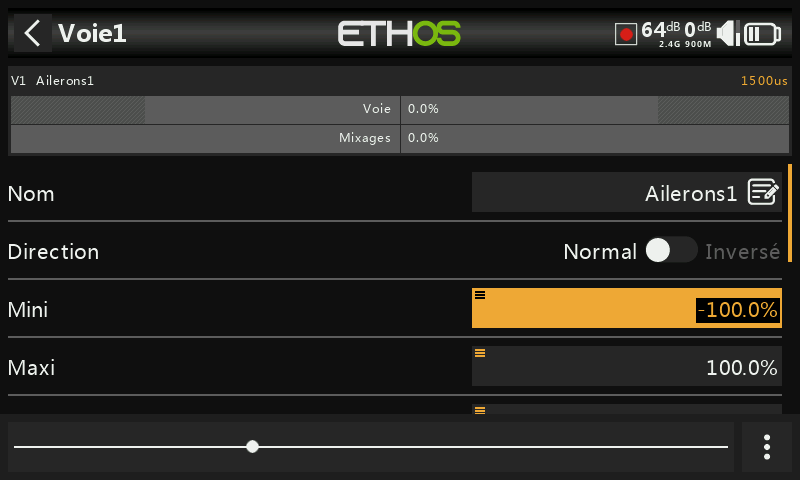 Voie1
ETHOS
64dB 0dB
2.4G 900M
V1 Ailerons1
1500us
Voie 0.0%
Mixages 0.0%
Nom
Ailerons1
Direction
Normal
Inversé
Mini
-100.0%
Maxi
100.0%